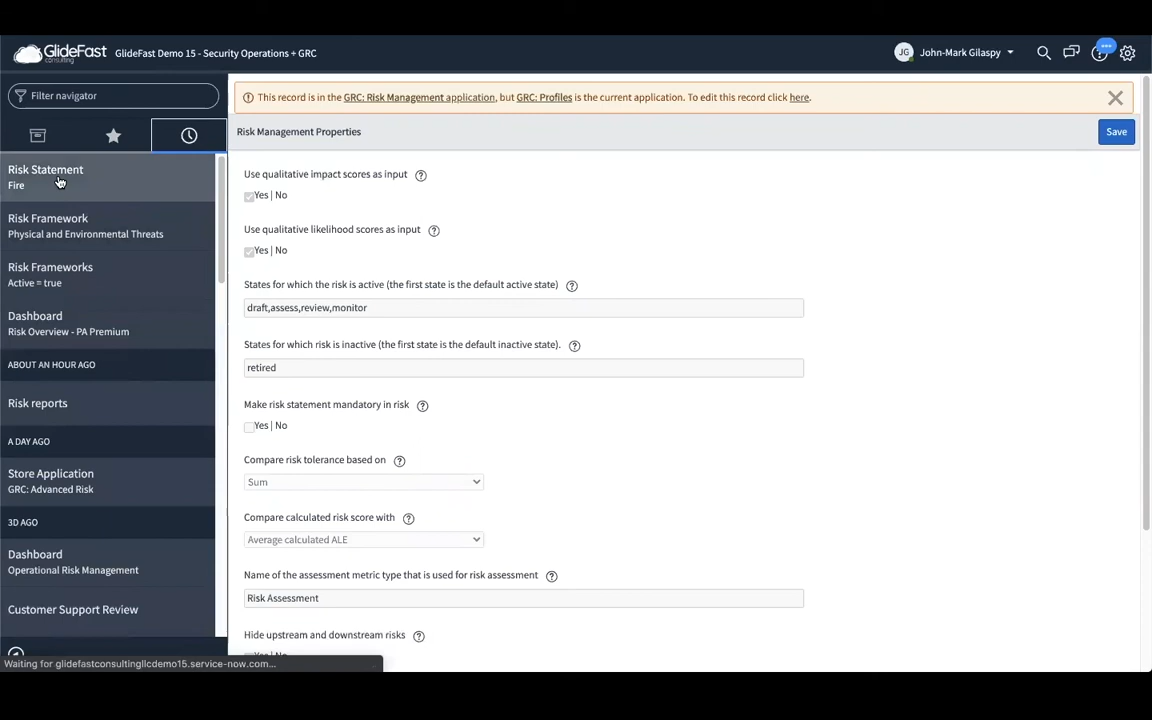 GlideFast
consulting
GlideFast Demo 15 - Security Operations + GRC
JG
John-Mark Gilaspy
Filter navigator
This record is in the GRC: Risk Management application, but GRC: Profiles is the current application. To edit this record click here.
Risk Management Properties
Save
Risk Statement
Fire
Risk Framework
Physical and Environmental Threats
Risk Frameworks
Active = true
Dashboard
Risk Overview - PA Premium
ABOUT AN HOUR AGO
Risk reports
A DAY AGO
Store Application
GRC: Advanced Risk
3D AGO
Dashboard
Operational Risk Management
Customer Support Review
Waiting for glidefastconsultingllcdemo15.service-now.com...
Use qualitative impact scores as input
Yes | No
Use qualitative likelihood scores as input
Yes | No
States for which the risk is active (the first state is the default active state)
draft,assess,review,monitor
States for which risk is inactive (the first state is the default inactive state).
retired
Make risk statement mandatory in risk
Yes | No
Compare risk tolerance based on
Sum
Compare calculated risk score with
Average calculated ALE
Name of the assessment metric type that is used for risk assessment
Risk Assessment
Hide upstream and downstream risks
Yes | No